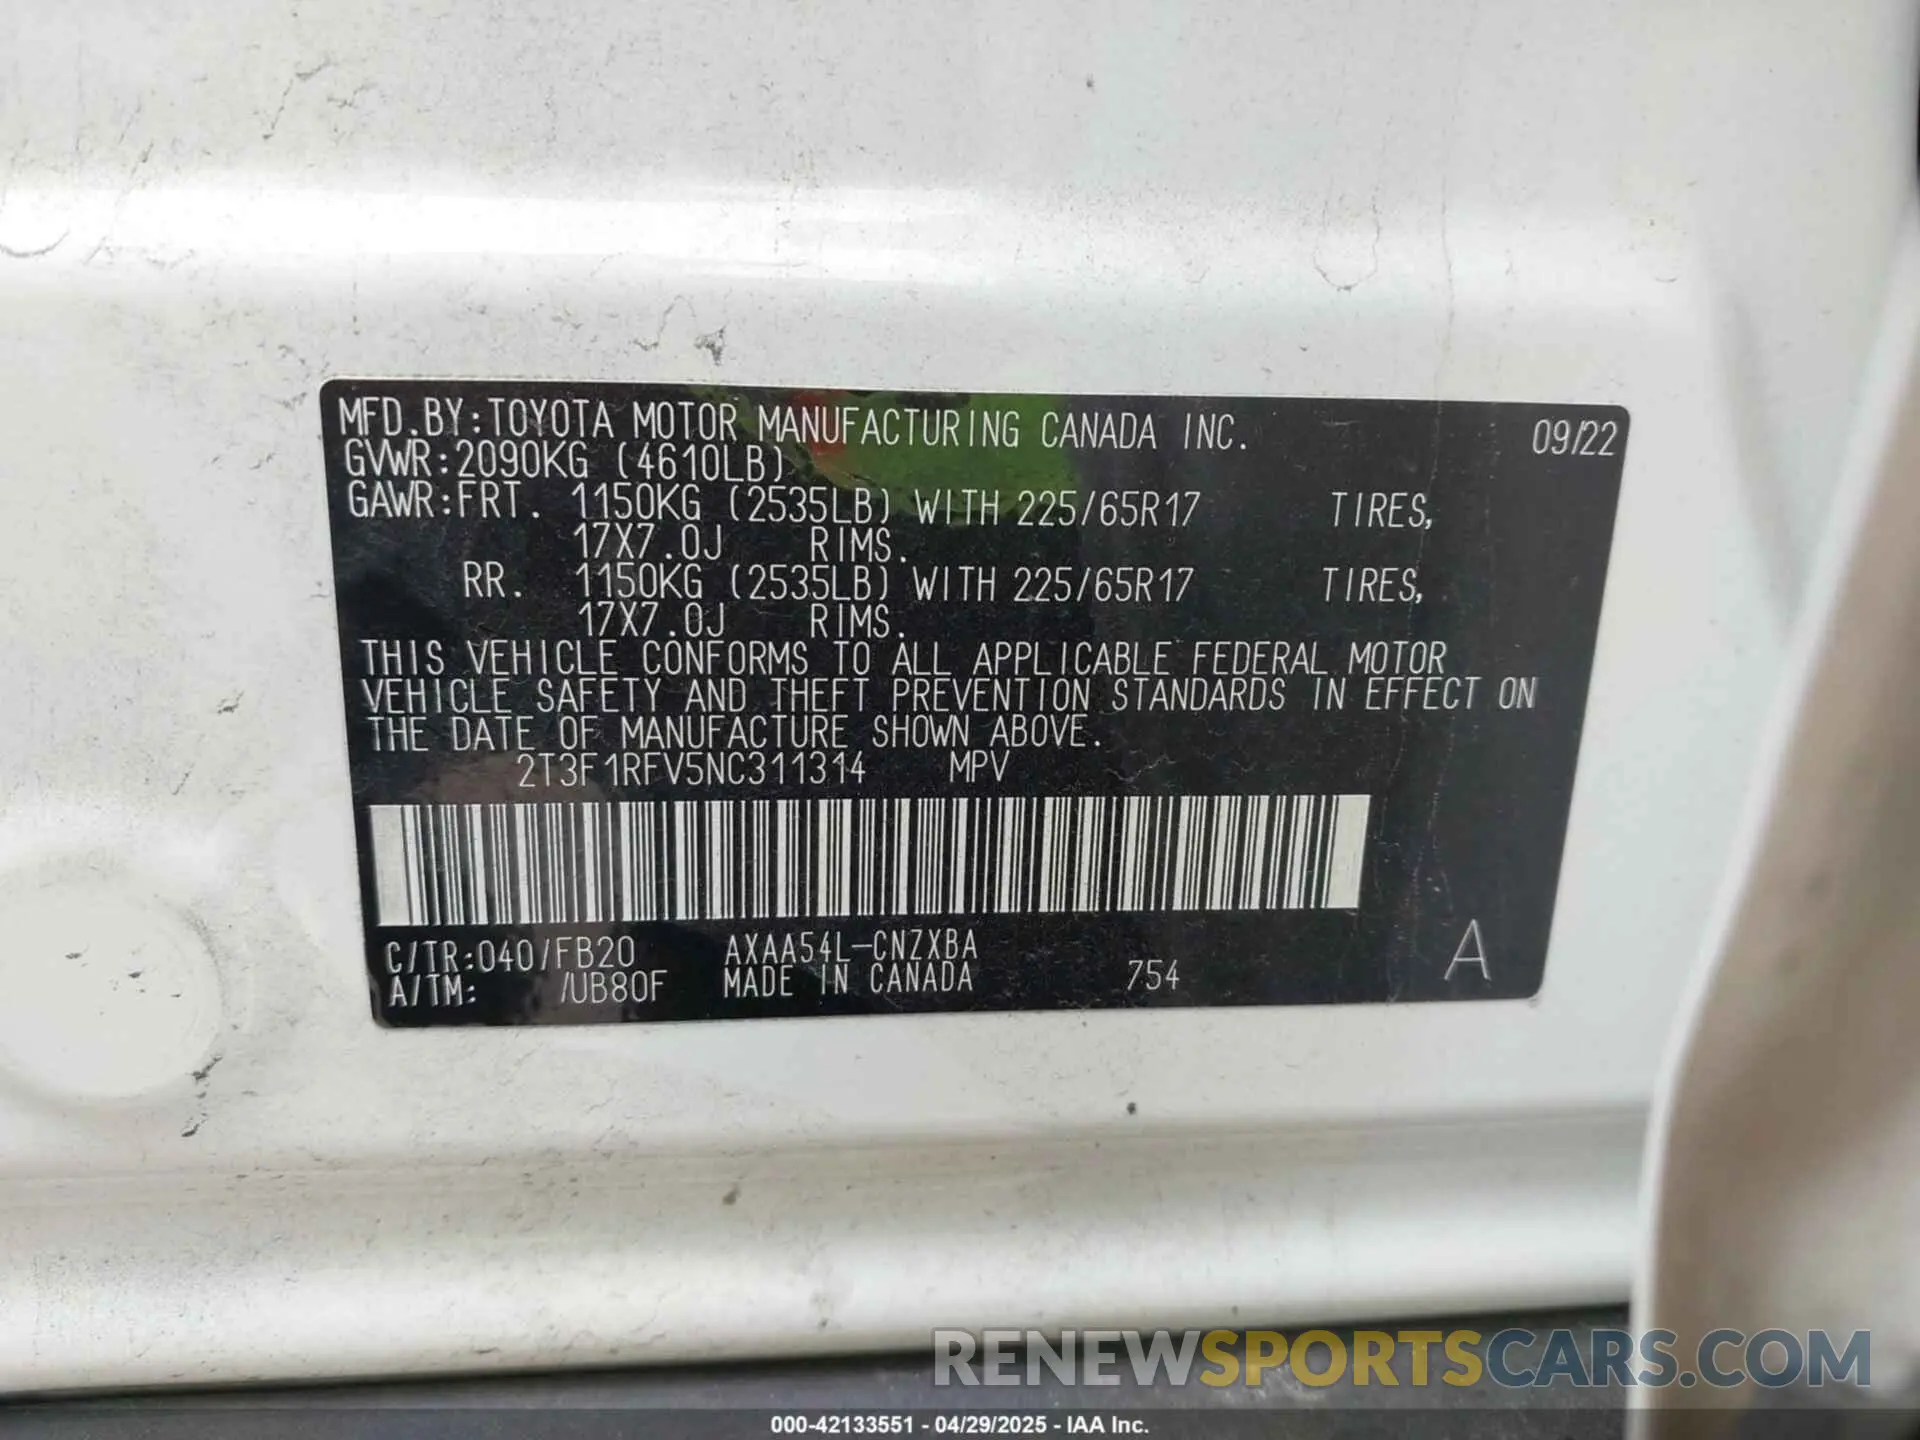 MFD.BY:TOYOTA MOTOR MANUFACTURING CANADA INC. 09/22
GVWR:2090KG (4610LB)
GAWR:FRT. 1150KG (2535LB) WITH 225/65R17 TIRES,
17X7.0J RIMS.
RR. 1150KG (2535LB) WITH 225/65R17 TIRES,
17X7.0J RIMS.
THIS VEHICLE CONFORMS TO ALL APPLICABLE FEDERAL MOTOR
VEHICLE SAFETY AND THEFT PREVENTION STANDARDS IN EFFECT ON
THE DATE OF MANUFACTURE SHOWN ABOVE.
2T3F1RFV5NC311314 MPV
C/TR:040/FB20 AXAA54L-CNZXBA
A/TM: /UB80F MADE IN CANADA 754 A
RENEWSPORTSCARS.COM
000-42133551 - 04/29/2025 - IAA Inc.